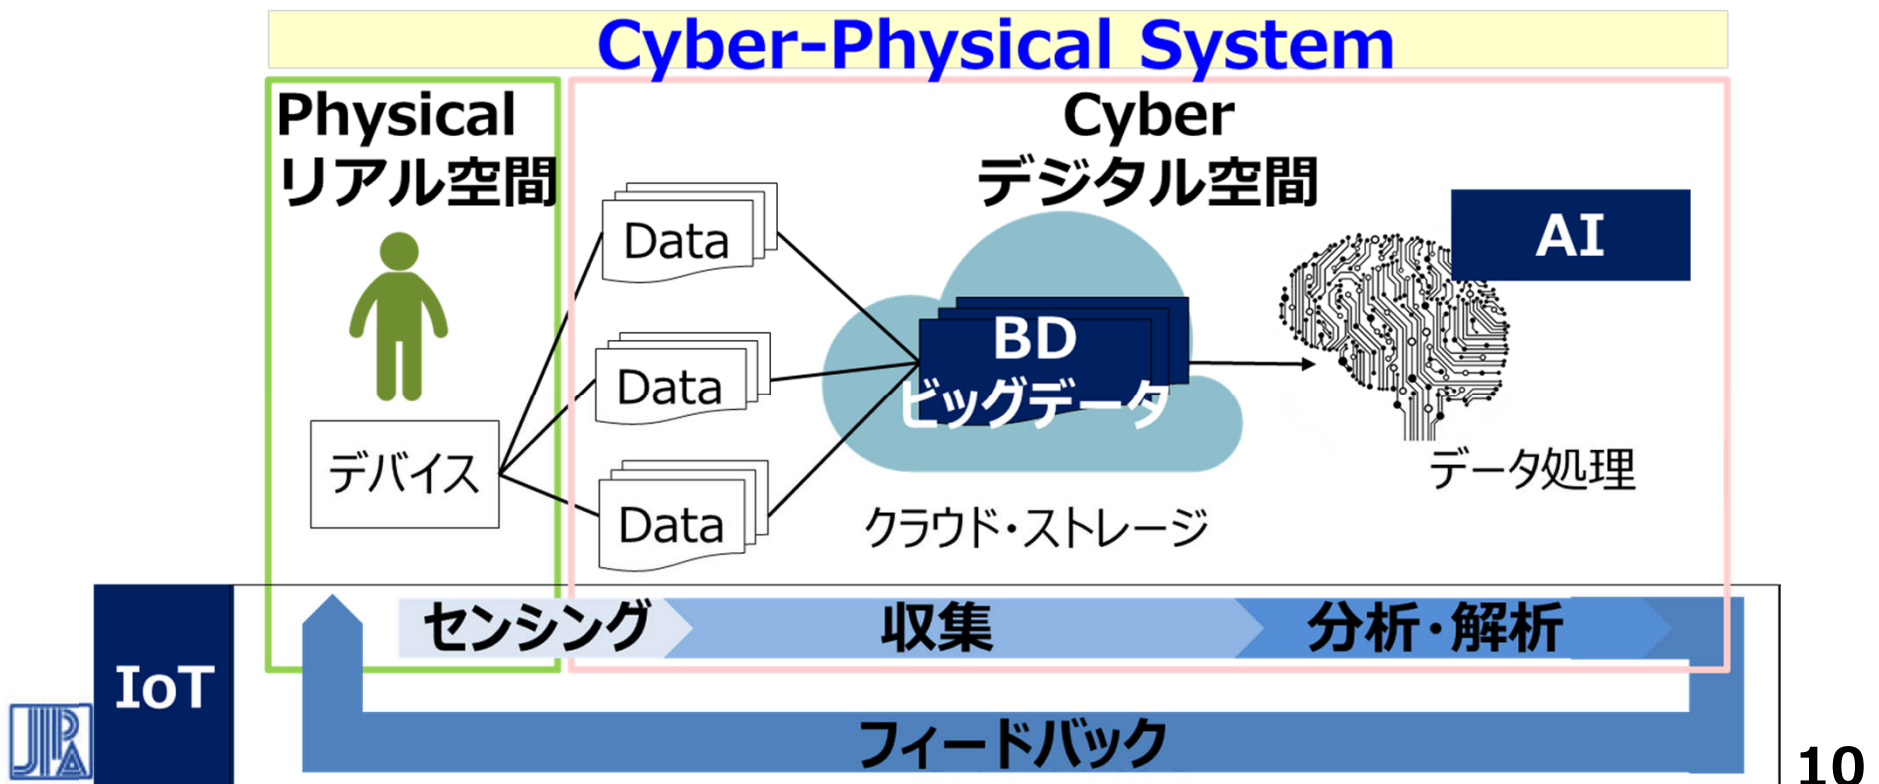 Cyber-Physical System
Physical
リアル空間
Cyber
デジタル空間
AI
Data
Data
Data
BD
ビッグデータ
デバイス
データ処理
クラウド・ストレージ
センシング
収集
分析・解析
IoT
フィードバック
JIPA
10